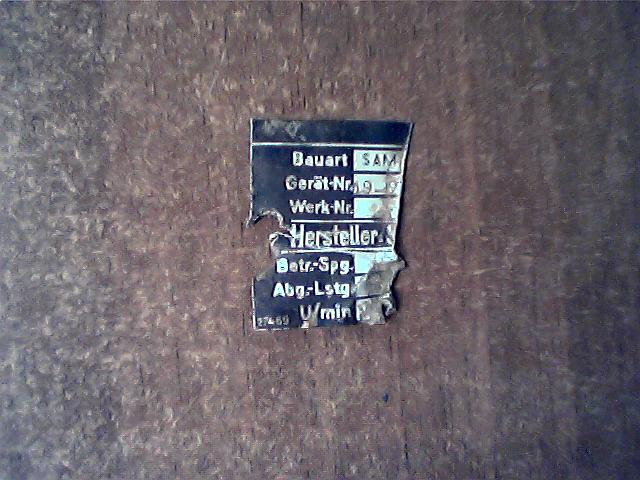 Bauart SAM
Gerät-Nr.
Werk-Nr.
Hersteller
Betr.-Spg.
Abg.-Lstg.
U/min